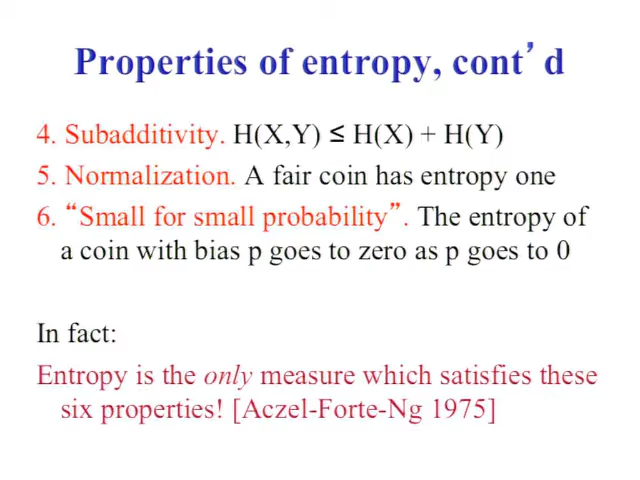 Properties of entropy, cont’d
4. Subadditivity. H(X,Y) ≤ H(X) + H(Y)
5. Normalization. A fair coin has entropy one
6. “Small for small probability”. The entropy of
a coin with bias p goes to zero as p goes to 0
In fact:
Entropy is the only measure which satisfies these
six properties! [Aczel-Forte-Ng 1975]